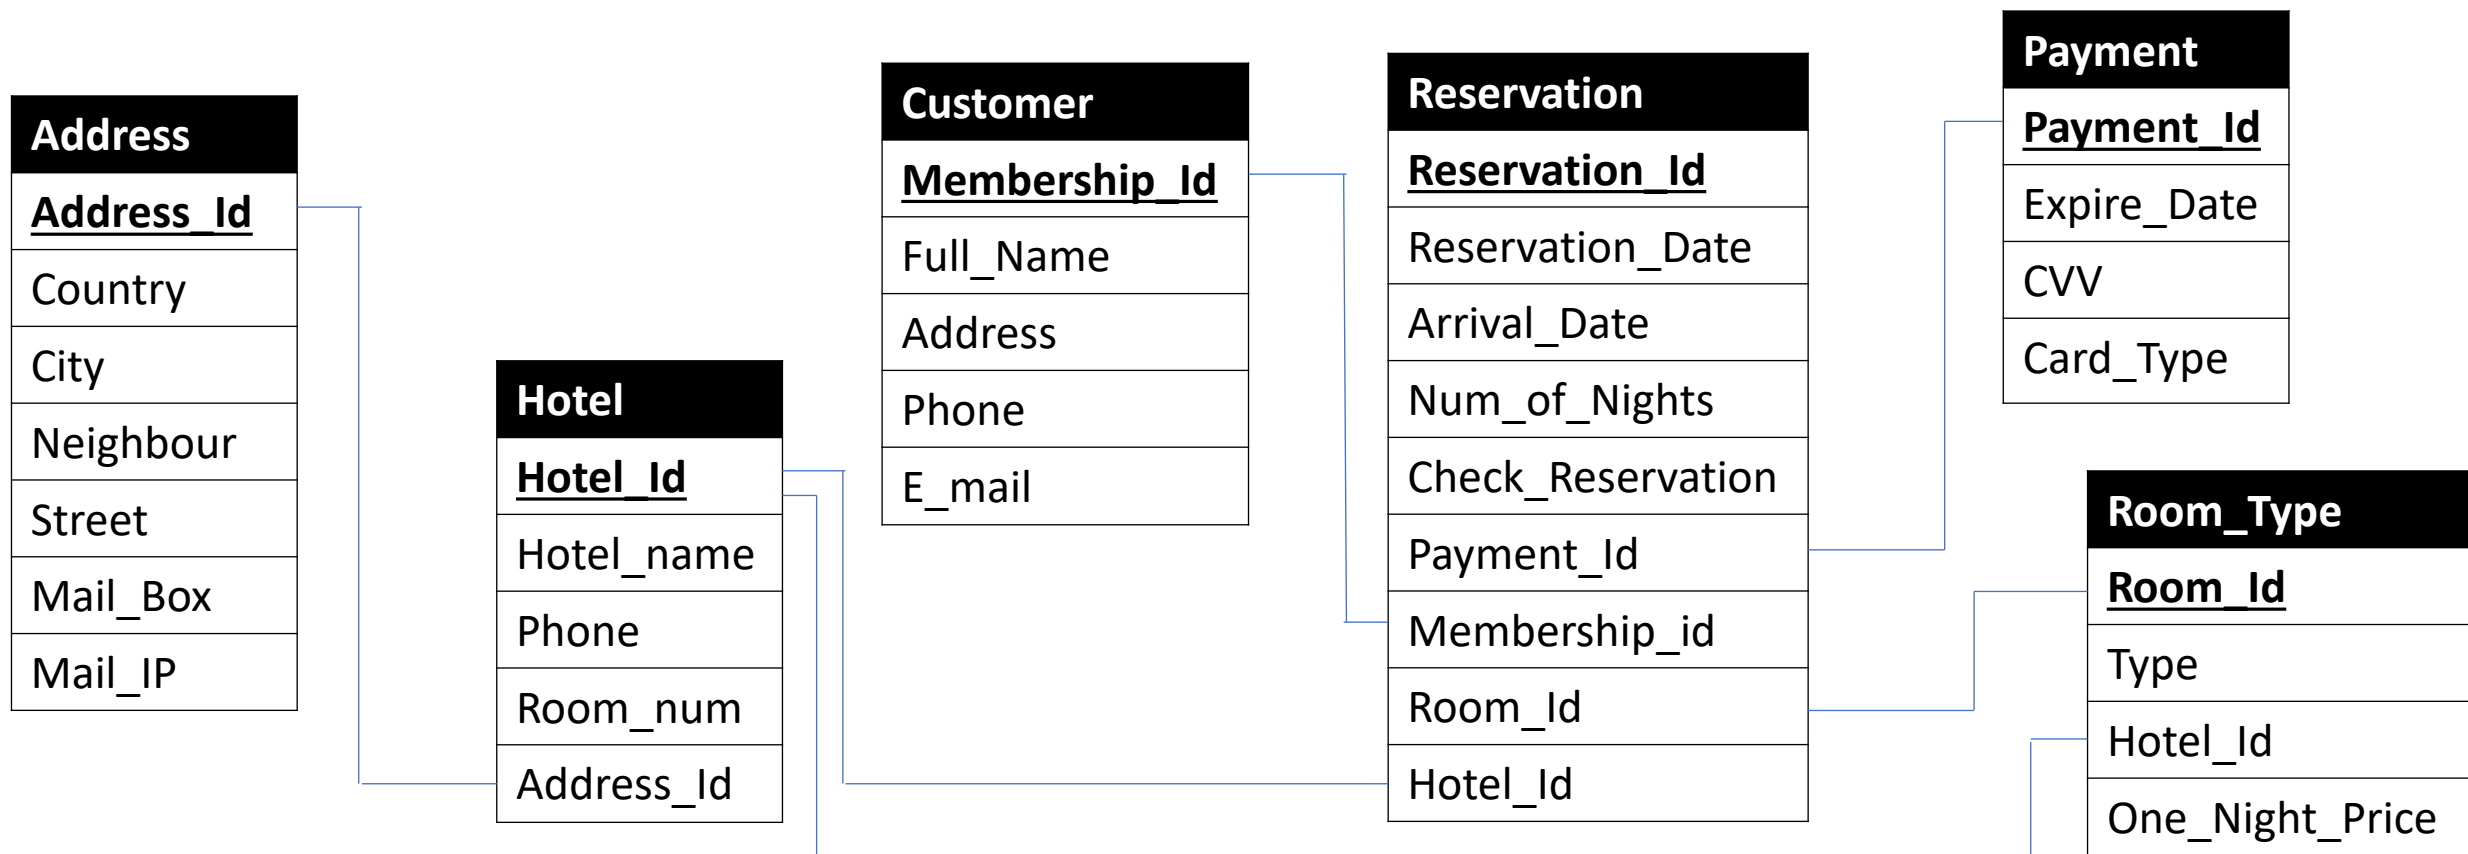 Address
Address_Id
Country
City
Neighbour
Street
Mail_Box
Mail_IP
Hotel
Hotel_Id
Hotel_name
Phone
Room_num
Address_Id
Customer
Membership_Id
Full_Name
Address
Phone
E_mail
Reservation
Reservation_Id
Reservation_Date
Arrival_Date
Num_of_Nights
Check_Reservation
Payment_Id
Membership_id
Room_Id
Hotel_Id
Payment
Payment_Id
Expire_Date
CVV
Card_Type
Room_Type
Room_Id
Type
Hotel_Id
One_Night_Price